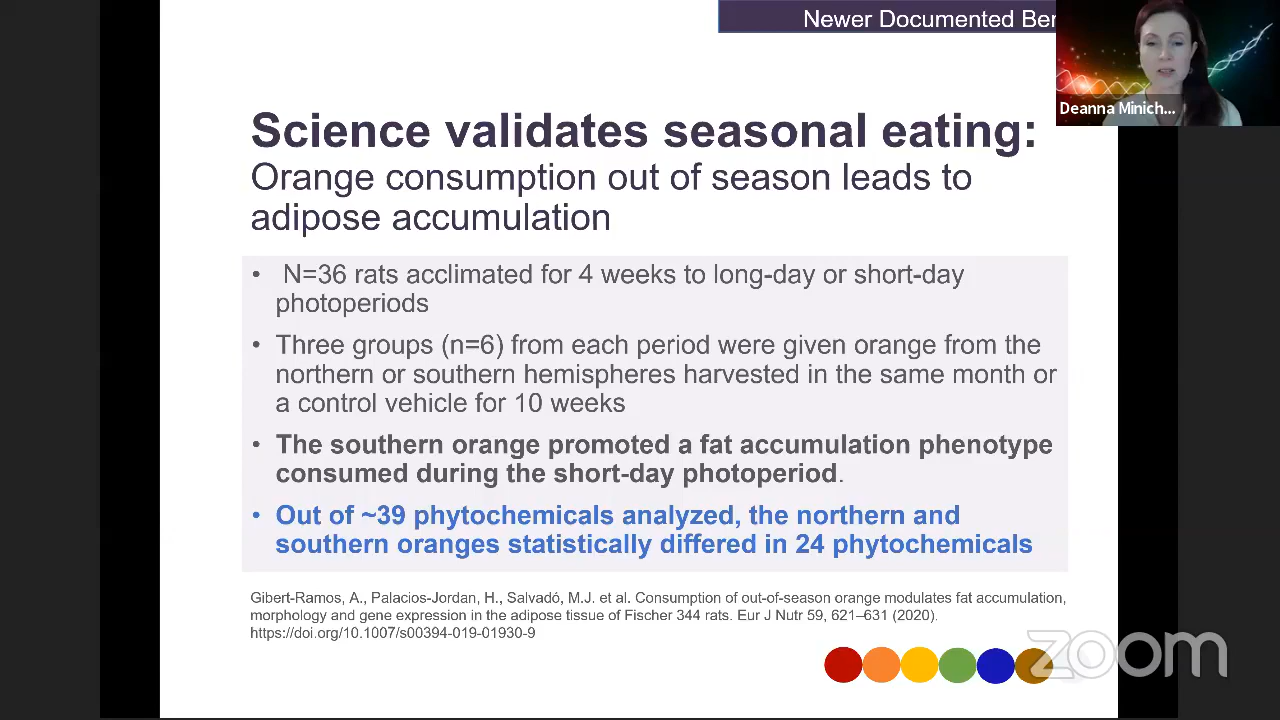 Newer Documented Ber
Deanna Minich...
Science validates seasonal eating:
Orange consumption out of season leads to
adipose accumulation
• N=36 rats acclimated for 4 weeks to long-day or short-day
photoperiods
• Three groups (n=6) from each period were given orange from the
northern or southern hemispheres harvested in the same month or
a control vehicle for 10 weeks
• The southern orange promoted a fat accumulation phenotype
consumed during the short-day photoperiod.
• Out of ~39 phytochemicals analyzed, the northern and
southern oranges statistically differed in 24 phytochemicals
Gibert-Ramos, A., Palacios-Jordan, H., Salvadó, M.J. et al. Consumption of out-of-season orange modulates fat accumulation,
morphology and gene expression in the adipose tissue of Fischer 344 rats. Eur J Nutr 59, 621–631 (2020).
https://doi.org/10.1007/s00394-019-01930-9
zoom